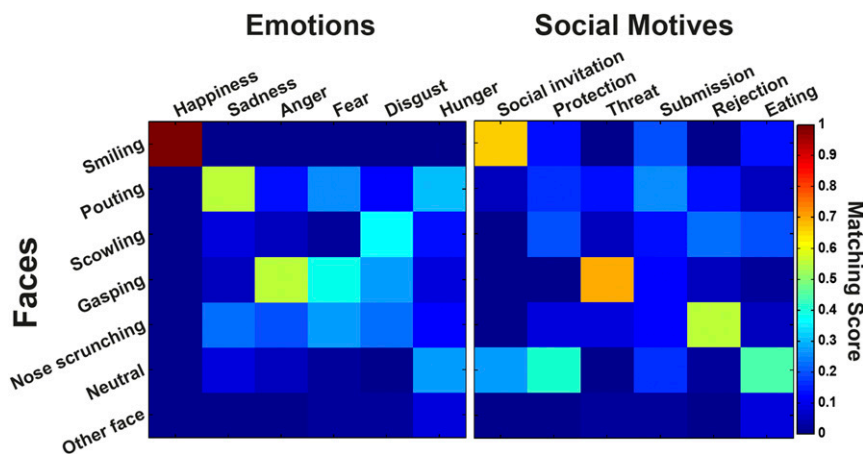 Emotions
Social Motives
Happiness
Sadness
Anger
Fear
Disgust
Hunger
Social invitation
Protection
Threat
Submission
Rejection
Eating
Faces
Smiling
Pouting
Scowling
Gasping
Nose scrunching
Neutral
Other face
1
0.9
0.8
0.7
0.6
0.5
0.4
0.3
0.2
0.1
0
Matching Score